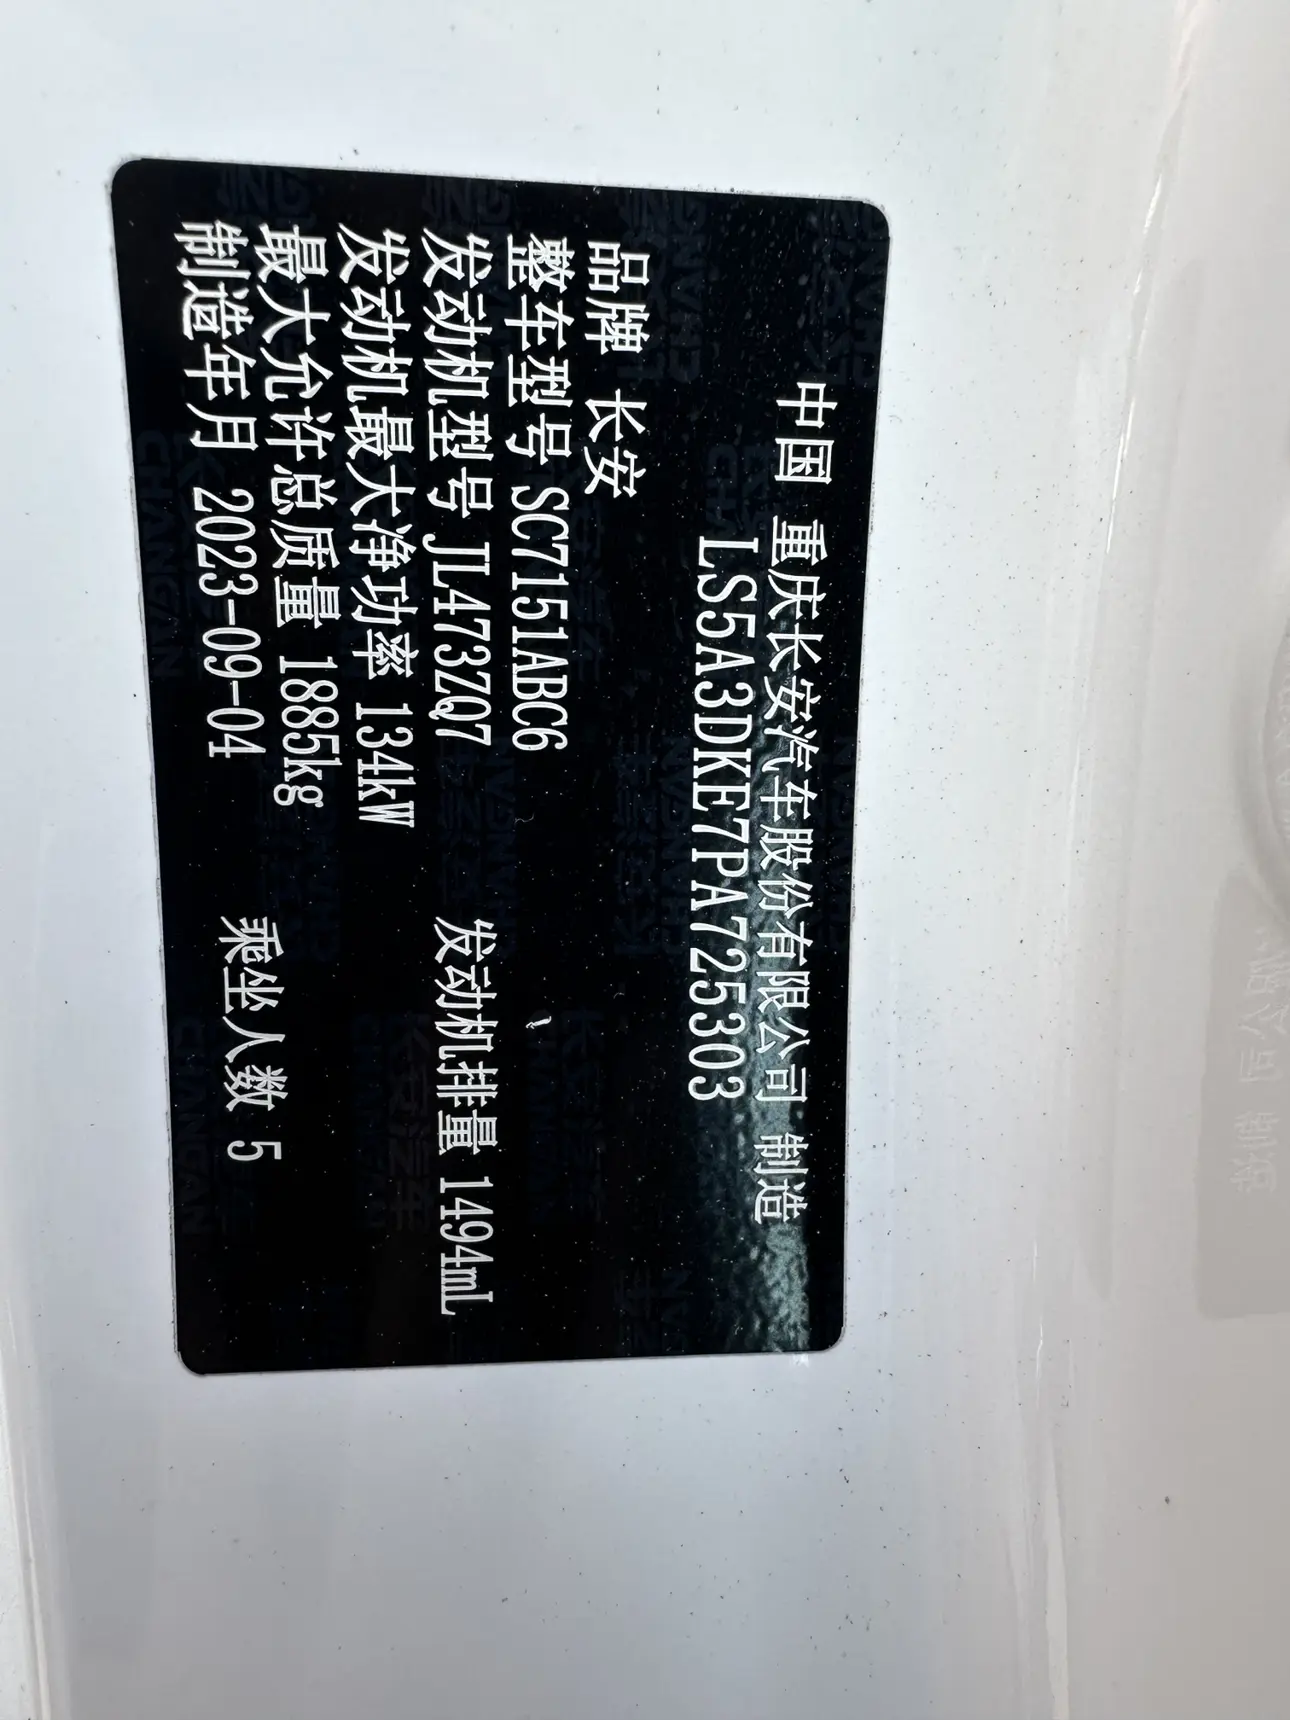 中国 重庆长安汽车股份有限公司 制造
LS5A3DKE7PA725303
品牌 长安
整车型号 SC7151ABC6
发动机型号 JL473ZQ7 发动机排量 1494mL
发动机最大净功率 134kW
最大允许总质量 1885kg
制造年月 2023-09-04 乘坐人数 5